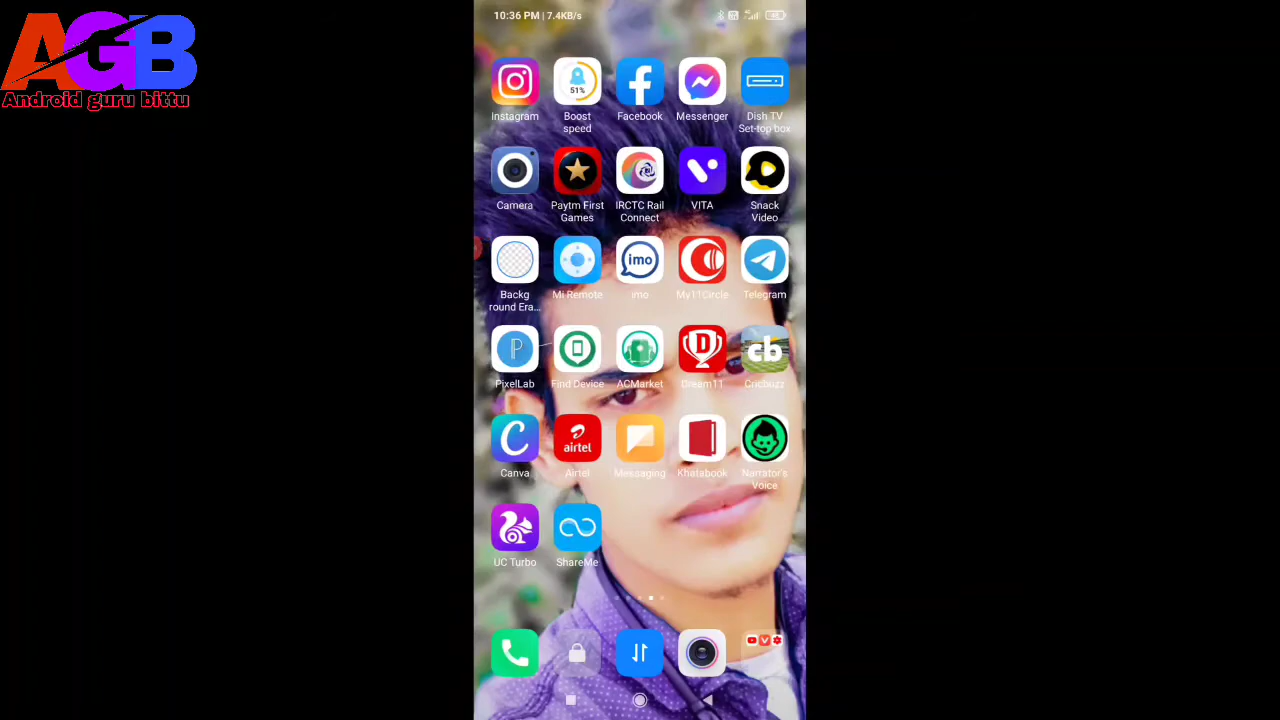 AGB
Android guru bittu
10:36 PM | 7.4KB/s
Instagram
51%
Boost
speed
Facebook
Messenger
Dish TV
Set-top box
Camera
Paytm First
Games
IRCTC Rail
Connect
VITA
Snack
Video
Backg
round Era...
Mi Remote
imo
imo
My11Circle
Telegram
P
PixelLab
Find Device
ACMarket
D
Dream11
cb
Cricbuzz
C
Canva
airtel
Airtel
Messaging
Khatabook
Narrator's
Voice
UC Turbo
ShareMe